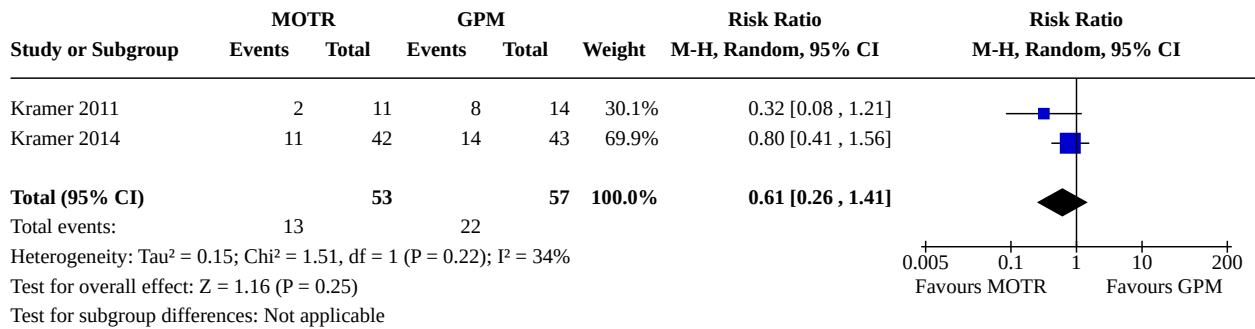 MOTR GPM Risk Ratio Risk Ratio
Study or Subgroup Events Total Events Total Weight M-H, Random, 95% CI M-H, Random, 95% CI
Kramer 2011 2 11 8 14 30.1% 0.32 [0.08 , 1.21]
Kramer 2014 11 42 14 43 69.9% 0.80 [0.41 , 1.56]
Total (95% CI) 53 57 100.0% 0.61 [0.26 , 1.41]
Total events: 13 22
Heterogeneity: Tau² = 0.15; Chi² = 1.51, df = 1 (P = 0.22); I² = 34%
0.005 0.1 1 10 200
Test for overall effect: Z = 1.16 (P = 0.25) Favours MOTR Favours GPM
Test for subgroup differences: Not applicable